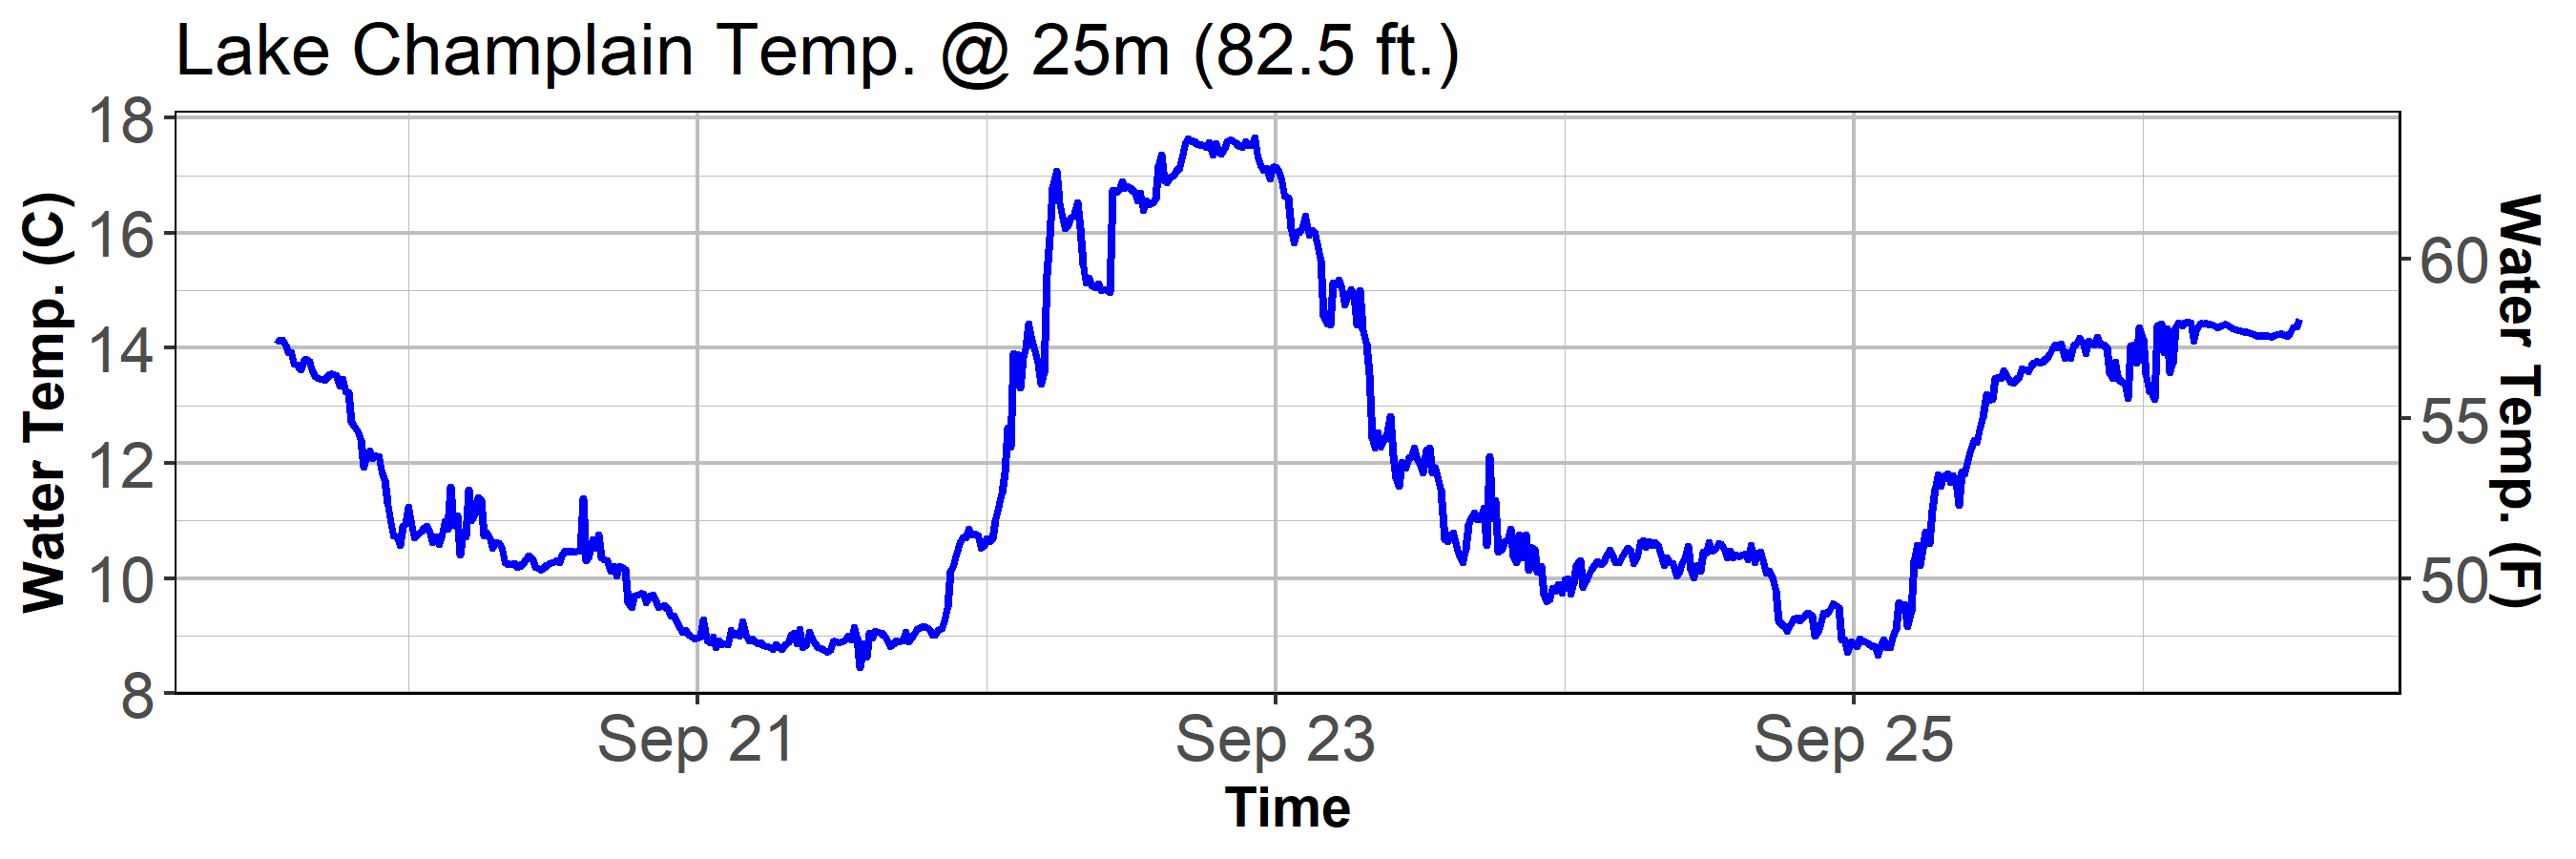 Lake Champlain Temp. @ 25m (82.5 ft.)
Water Temp. (C)
18
16
14
12
10
8
60
55
50
Water Temp. (F)
Sep 21
Sep 23
Sep 25
Time